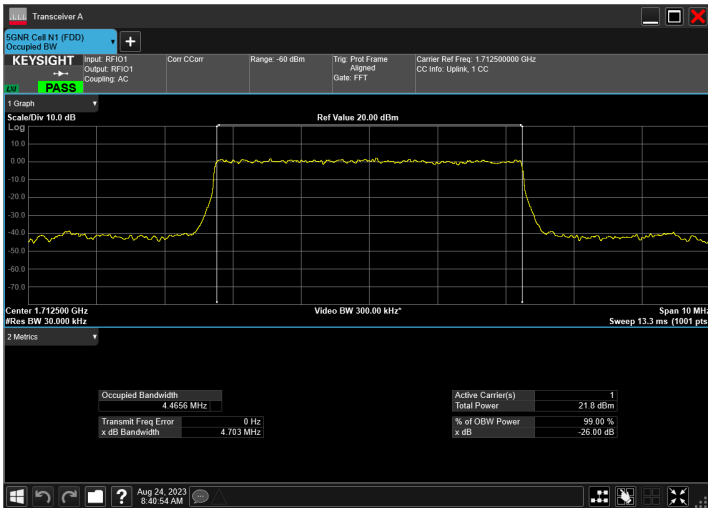 Transceiver A
5GNR Cell N1 (FDD)
Occupied BW
KEYSIGHT
LXI
PASS
Input: RFIO1
Output: RFIO1
Coupling: AC
Corr CCorr
Range: -60 dBm
Trig: Prot Frame
Aligned
Gate: FFT
Carrier Ref Freq: 1.712500000 GHz
CC Info: Uplink, 1 CC
1 Graph
Scale/Div 10.0 dB
Ref Value 20.00 dBm
Log
10.0
0.00
-10.0
-20.0
-30.0
-40.0
-50.0
-60.0
-70.0
Center 1.712500 GHz
Video BW 300.00 kHz*
Span 10 MHz
#Res BW 30.000 kHz
Sweep 13.3 ms (1001 pts
2 Metrics
Occupied Bandwidth
4.4656 MHz
Active Carrier(s) 1
Total Power 21.8 dBm
Transmit Freq Error 0 Hz
x dB Bandwidth 4.703 MHz
% of OBW Power 99.00 %
x dB -26.00 dB
?
Aug 24, 2023
8:40:54 AM